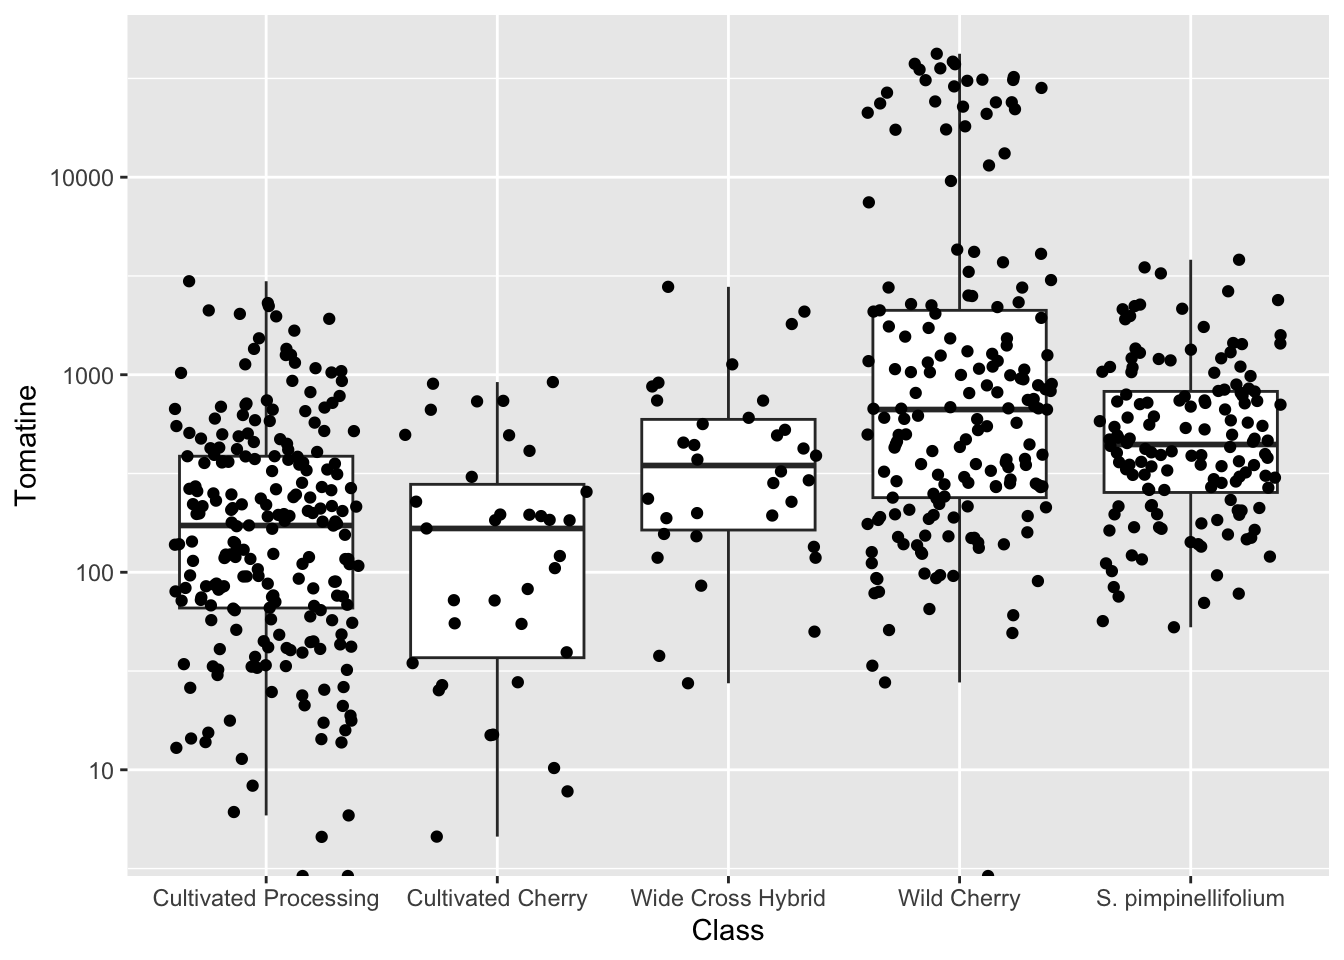 Tomatine
10000
1000
100
10
Cultivated Processing
Cultivated Cherry
Wide Cross Hybrid
Wild Cherry
S. pimpinellifolium
Class